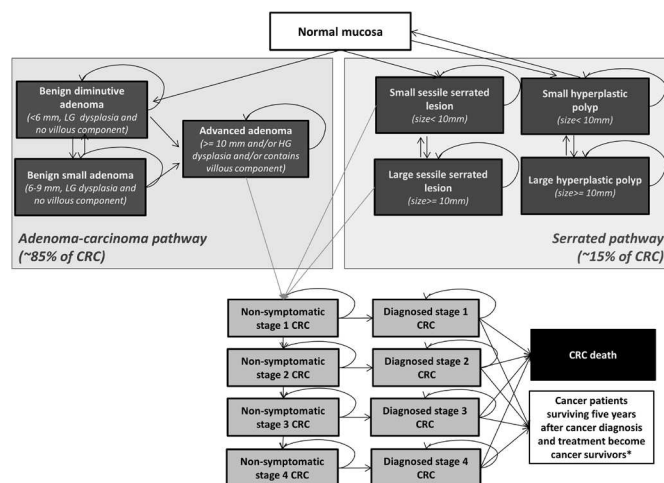 Normal mucosa
Benign diminutive
adenoma
(<6 mm, LG dysplasia and
no villous component)
Benign small adenoma
(6-9 mm, LG dysplasia and
no villous component)
Advanced adenoma
(>= 10 mm and/or HG
dysplasia and/or contains
villous component)
Adenoma-carcinoma pathway
(~85% of CRC)
Small sessile serrated
lesion
(size< 10mm)
Small hyperplastic
polyp
(size< 10mm)
Large sessile serrated
lesion
(size>= 10mm)
Large hyperplastic polyp
(size>= 10mm)
Serrated pathway
(~15% of CRC)
Non-symptomatic
stage 1 CRC
Diagnosed stage 1
CRC
Non-symptomatic
stage 2 CRC
Diagnosed stage 2
CRC
Non-symptomatic
stage 3 CRC
Diagnosed stage 3
CRC
Non-symptomatic
stage 4 CRC
Diagnosed stage 4
CRC
CRC death
Cancer patients
surviving five years
after cancer diagnosis
and treatment become
cancer survivors*